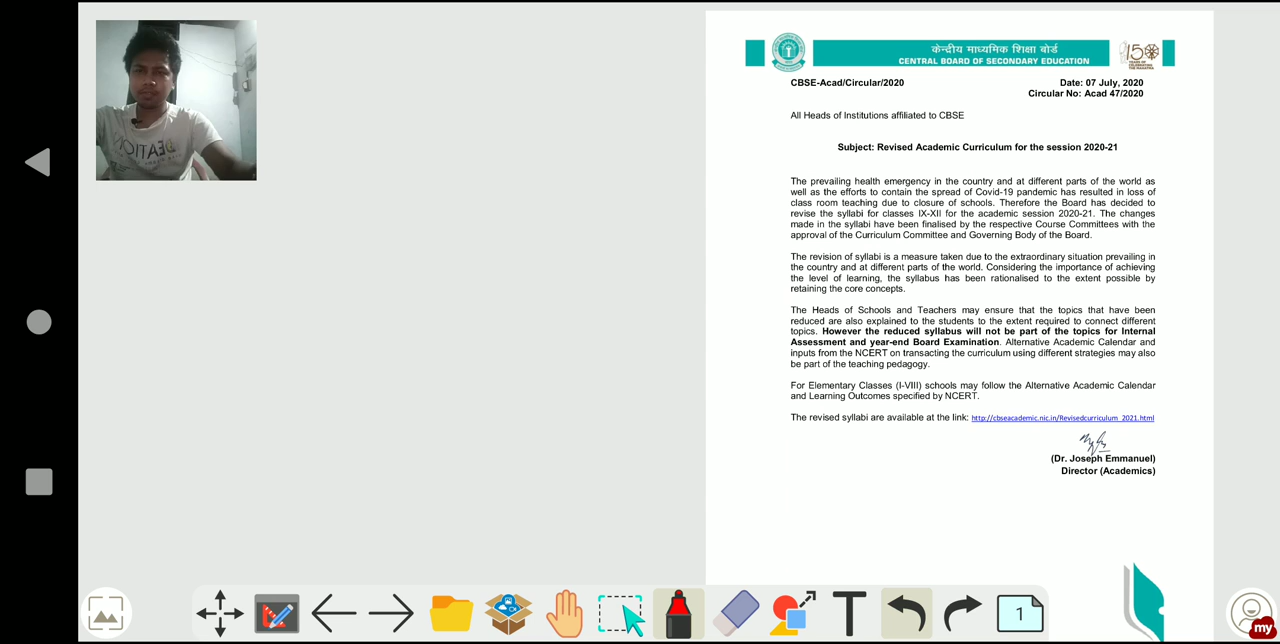 केन्द्रीय माध्यमिक शिक्षा बोर्ड
CENTRAL BOARD OF SECONDARY EDUCATION
150
CBSE-Acad/Circular/2020
Date: 07 July, 2020
Circular No: Acad 47/2020
All Heads of Institutions affiliated to CBSE
Subject: Revised Academic Curriculum for the session 2020-21
The prevailing health emergency in the country and at different parts of the world as
well as the efforts to contain the spread of Covid-19 pandemic has resulted in loss of
class room teaching due to closure of schools. Therefore the Board has decided to
revise the syllabi for classes IX-XII for the academic session 2020-21. The changes
made in the syllabi have been finalised by the respective Course Committees with the
approval of the Curriculum Committee and Governing Body of the Board.
The revision of syllabi is a measure taken due to the extraordinary situation prevailing in
the country and at different parts of the world. Considering the importance of achieving
the level of learning, the syllabus has been rationalised to the extent possible by
retaining the core concepts.
The Heads of Schools and Teachers may ensure that the topics that have been
reduced are also explained to the students to the extent required to connect different
topics. However the reduced syllabus will not be part of the topics for Internal
Assessment and year-end Board Examination. Alternative Academic Calendar and
inputs from the NCERT on transacting the curriculum using different strategies may also
be part of the teaching pedagogy.
For Elementary Classes (I-VIII) schools may follow the Alternative Academic Calendar
and Learning Outcomes specified by NCERT.
The revised syllabi are available at the link: http://cbseacademic.nic.in/Revisedcurriculum_2021.html
(Dr. Joseph Emmanuel)
Director (Academics)
T
1
my